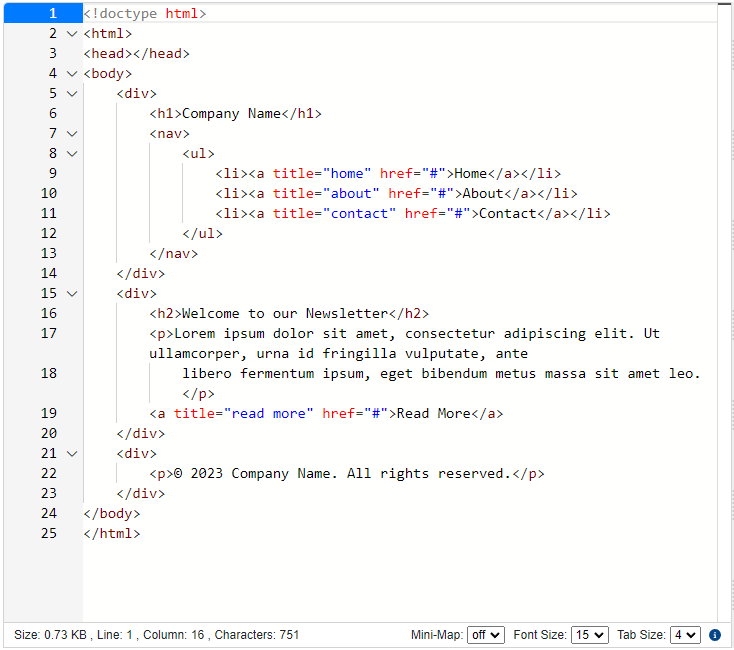 1 <!doctype html>
2 <html>
3 <head></head>
4 <body>
5     <div>
6         <h1>Company Name</h1>
7         <nav>
8             <ul>
9                 <li><a title="home" href="#">Home</a></li>
10                 <li><a title="about" href="#">About</a></li>
11                 <li><a title="contact" href="#">Contact</a></li>
12             </ul>
13         </nav>
14     </div>
15     <div>
16         <h2>Welcome to our Newsletter</h2>
17         <p>Lorem ipsum dolor sit amet, consectetur adipiscing elit. Ut
ullamcorper, urna id fringilla vulputate, ante
18             libero fermentum ipsum, eget bibendum metus massa sit amet leo.
</p>
19         <a title="read more" href="#">Read More</a>
20     </div>
21     <div>
22         <p>© 2023 Company Name. All rights reserved.</p>
23     </div>
24 </body>
25 </html>
Size: 0.73 KB , Line: 1 , Column: 16 , Characters: 751 Mini-Map: off Font Size: 15 Tab Size: 4 i